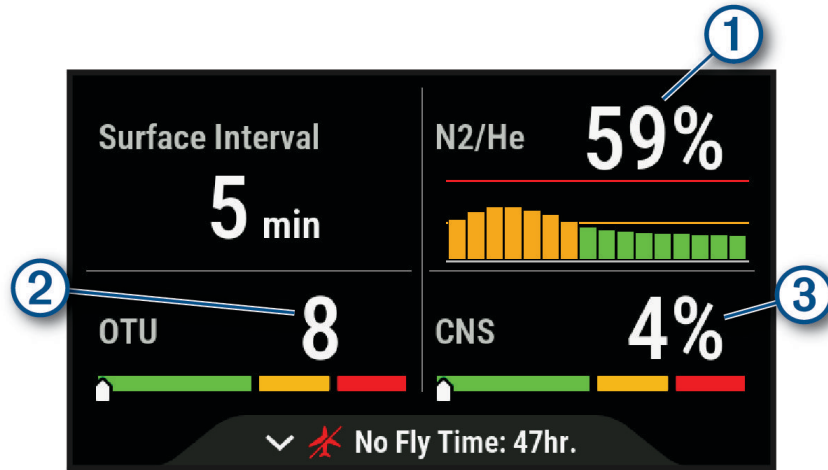 1
Surface Interval
5 min
N2/He 59%
2
3
OTU 8
CNS 4%
No Fly Time: 47hr.